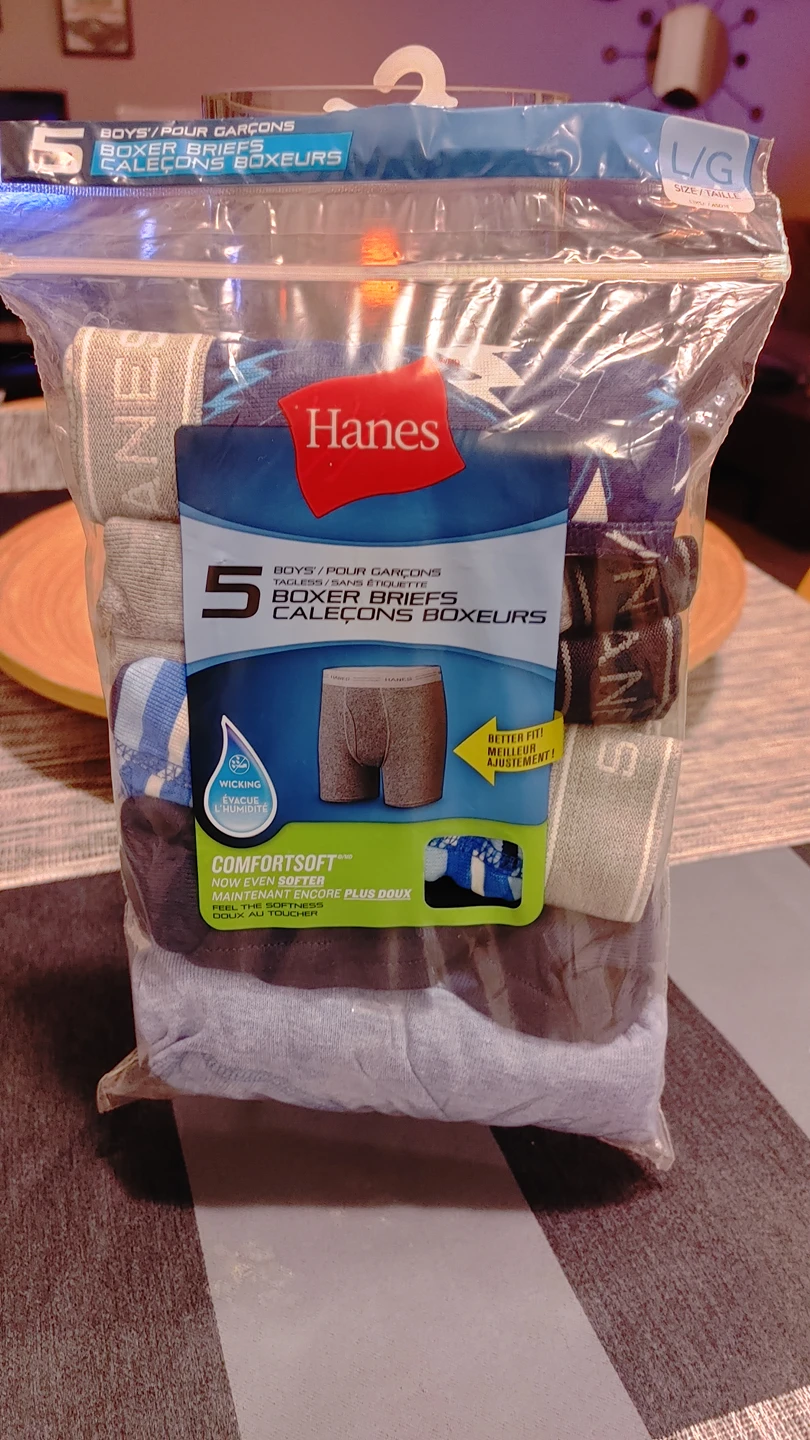 5
BOYS'/POUR GARÇONS
BOXER BRIEFS
CALEÇONS BOXEURS
L/G
SIZE/TAILLE
HANES
Hanes
5
BOYS'/POUR GARÇONS
TAGLESS/SANS ÉTIQUETTE
BOXER BRIEFS
CALEÇONS BOXEURS
HANES
BETTER FIT!
MEILLEUR
AJUSTEMENT!
WICKING
ÉVACUE
L'HUMIDITÉ
COMFORTSOFT
NOW EVEN SOFTER
MAINTENANT ENCORE PLUS DOUX
FEEL THE SOFTNESS
DOUX AU TOUCHER